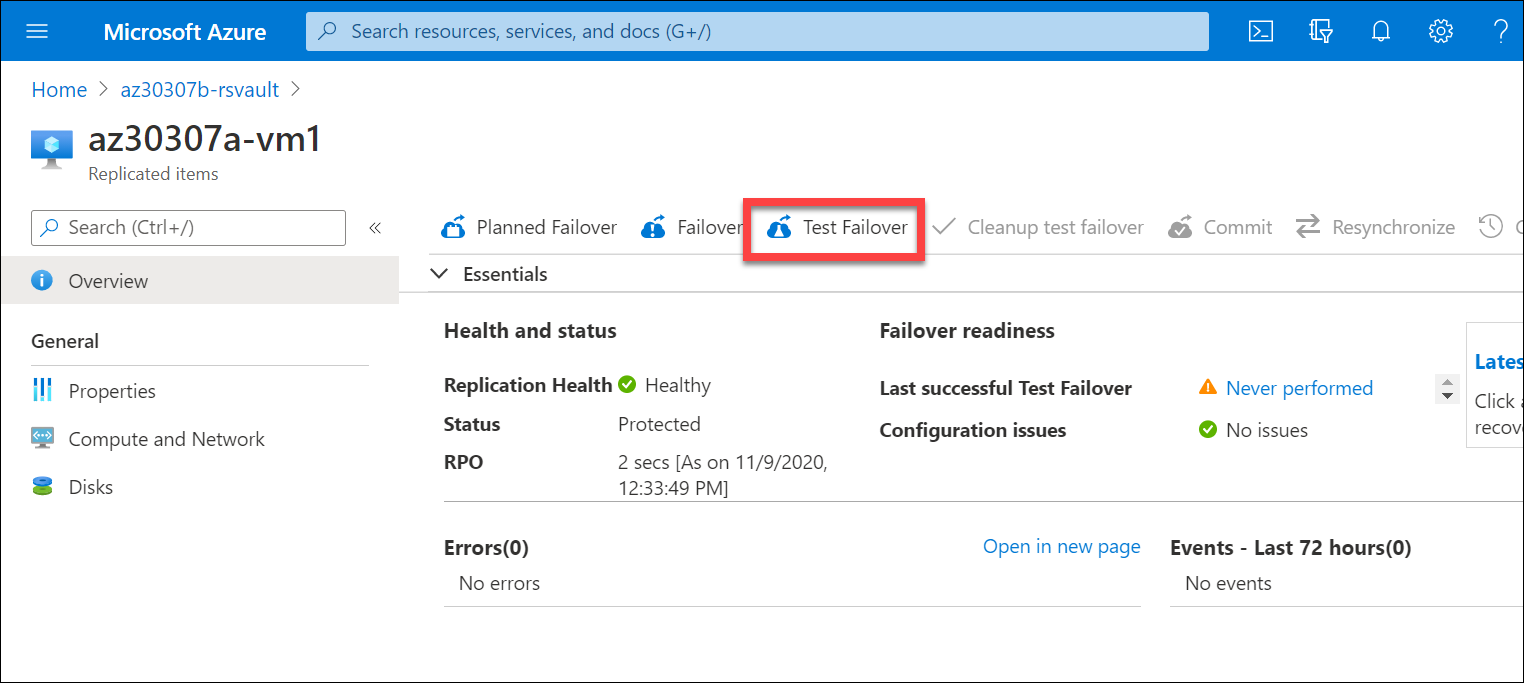 Microsoft Azure
Search resources, services, and docs (G+/)
Home > az30307b-rsvault >
az30307a-vm1
Replicated items
Search (Ctrl+/)
Planned Failover Failover Test Failover Cleanup test failover Commit Resynchronize
Essentials
Overview
General
Properties
Compute and Network
Disks
Health and status
Replication Health Healthy
Status Protected
RPO 2 secs [As on 11/9/2020,
12:33:49 PM]
Failover readiness
Last successful Test Failover Never performed
Configuration issues No issues
Lates
Click
recov
Errors(0) Open in new page
No errors
Events - Last 72 hours(0)
No events